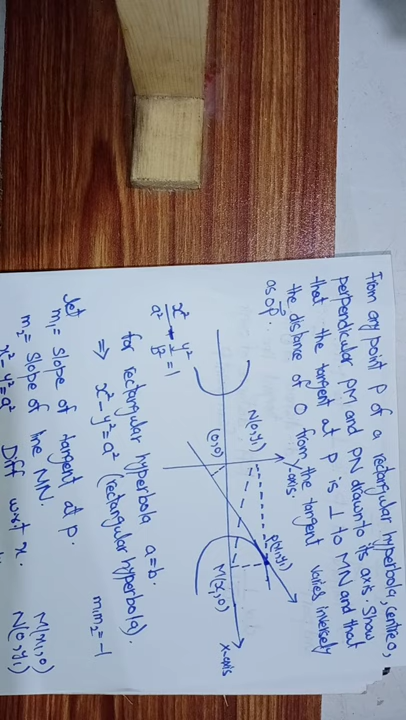 From any point P of a rectangular hyperbola, centre O,
perpendicular PM and PN drawn to its axis. Show
that the tangent at P is ⊥ to MN and that
the distance of O from the tangent varies inversely
as OP.
Y-axis
N(0,y₁)
P(x₁,y₁)
(0,0)
M(x₁,0)
x-axis
x²/a² - y²/b² = 1
for rectangular hyperbola a=b.
⇒ x²-y²=a² (rectangular hyperbola).
m₁m₂=-1
Let
m₁= Slope of tangent at P.
m₂= Slope of line MN.
M(x₁,0)
N(0,y₁)
x²-y²=a² Diff w.r.t x.